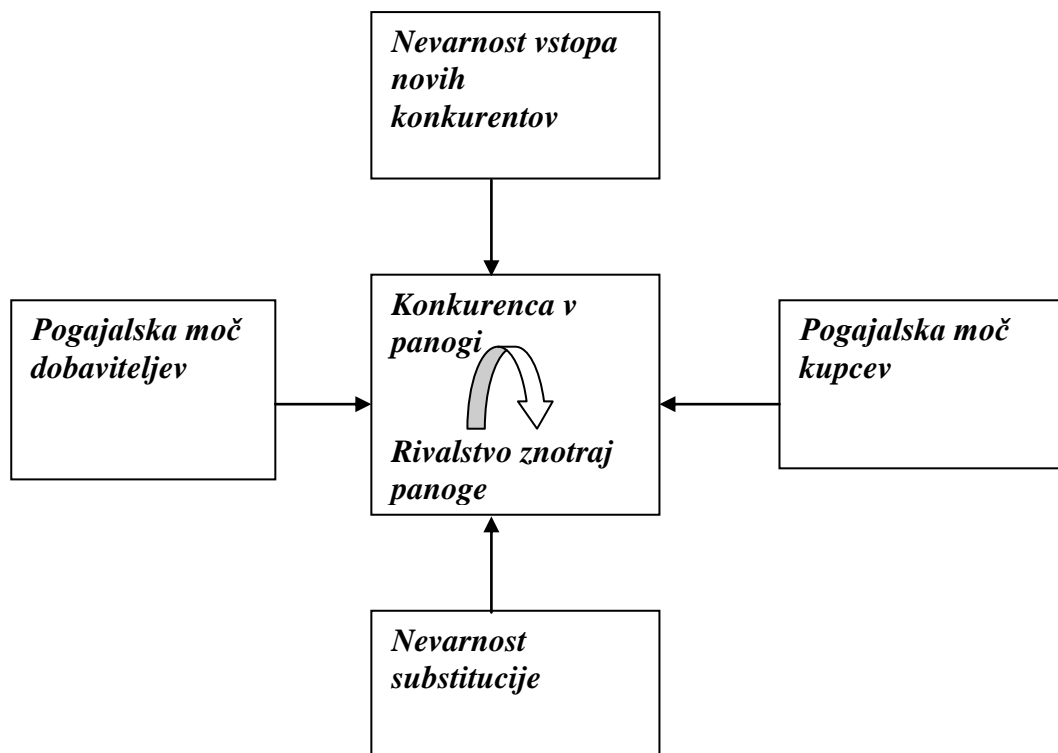 Nevarnost vstopa
novih
konkurentov
Konkurenca v
panogi
Pogajalska moč
dobaviteljev
Pogajalska moč
kupcev
Rivalstvo znotraj
panoge
Nevarnost
substitucije